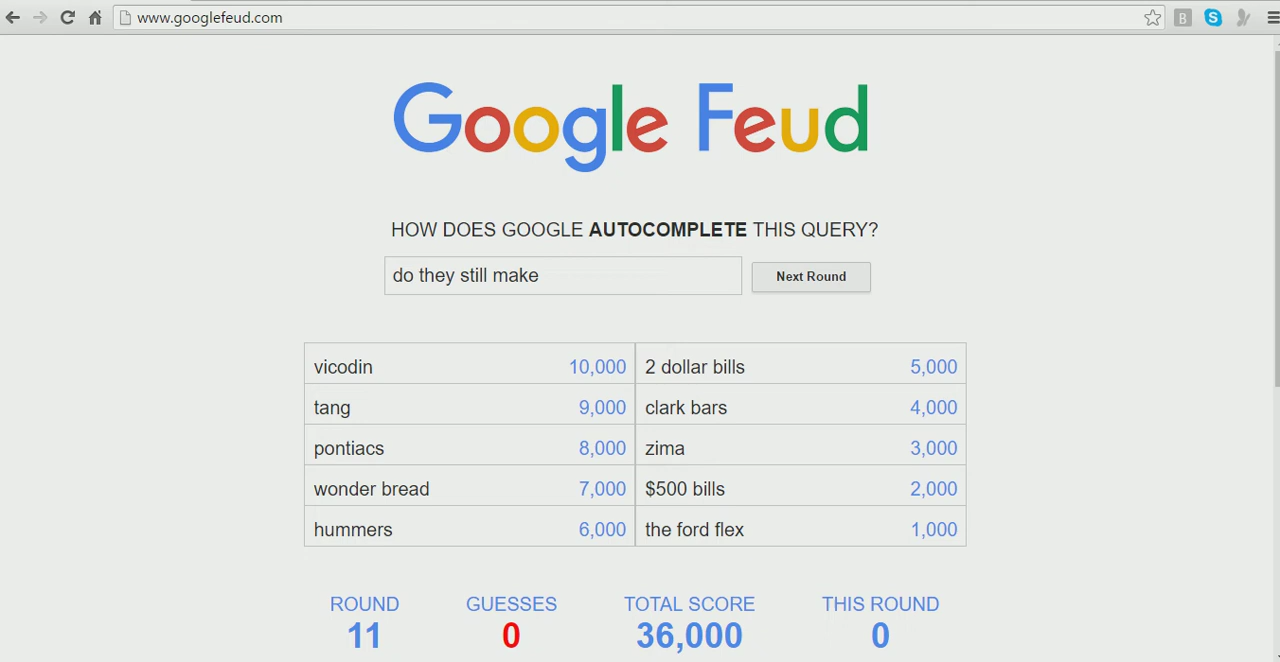 www.googlefeud.com
B
S
Google Feud
HOW DOES GOOGLE AUTOCOMPLETE THIS QUERY?
do they still make
Next Round
vicodin 10,000 2 dollar bills 5,000
tang 9,000 clark bars 4,000
pontiacs 8,000 zima 3,000
wonder bread 7,000 $500 bills 2,000
hummers 6,000 the ford flex 1,000
ROUND GUESSES TOTAL SCORE THIS ROUND
11 0 36,000 0